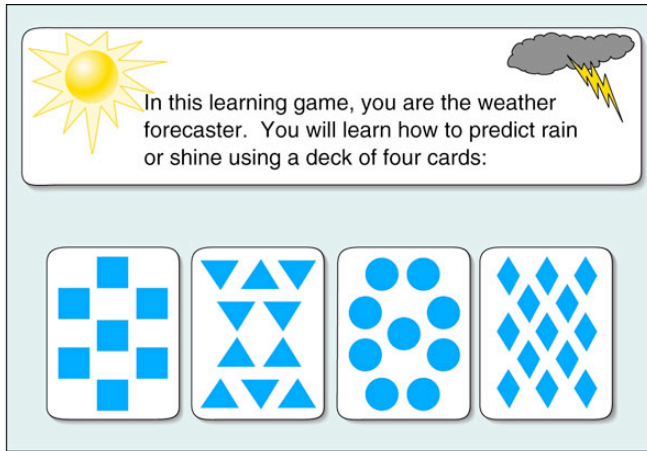 In this learning game, you are the weather
forecaster.  You will learn how to predict rain
or shine using a deck of four cards: